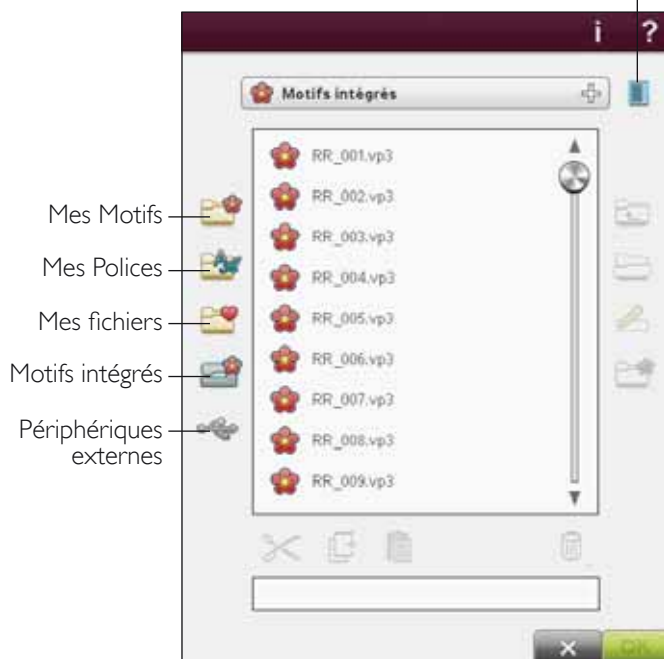 i ?
Motifs intégrés
RR_001.vp3
RR_002.vp3
RR_003.vp3
RR_004.vp3
RR_005.vp3
RR_006.vp3
RR_007.vp3
RR_008.vp3
RR_009.vp3
Mes Motifs
Mes Polices
Mes fichiers
Motifs intégrés
Périphériques
externes
OK